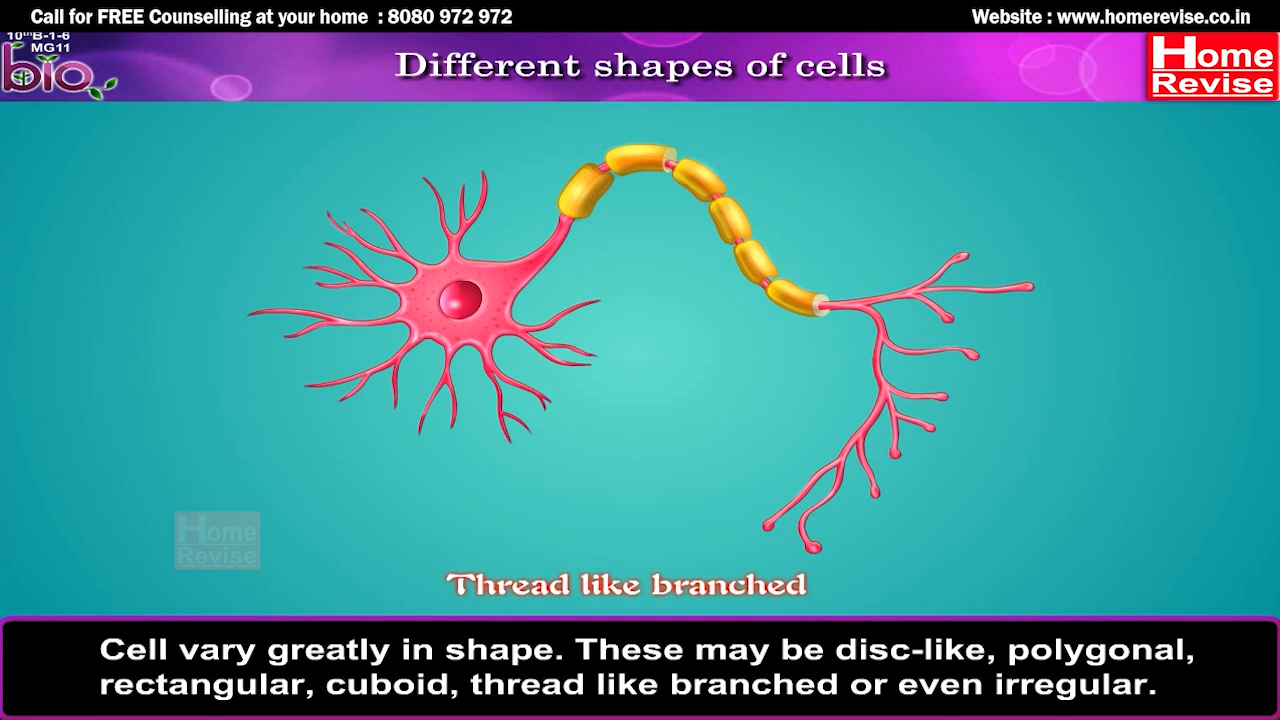 Call for FREE Counselling at your home : 8080 972 972
Website : www.homerevise.co.in
10thB-1-6
MG11
bio
Different shapes of cells
Home
Revise
Home
Revise
Thread like branched
Cell vary greatly in shape. These may be disc-like, polygonal,
rectangular, cuboid, thread like branched or even irregular.